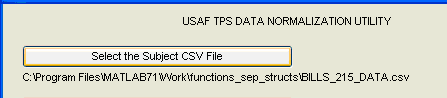 USAF TPS DATA NORMALIZATION UTILITY
Select the Subject CSV File
C:\Program Files\MATLAB71\Work\functions_sep_structs\BILLS_215_DATA.csv